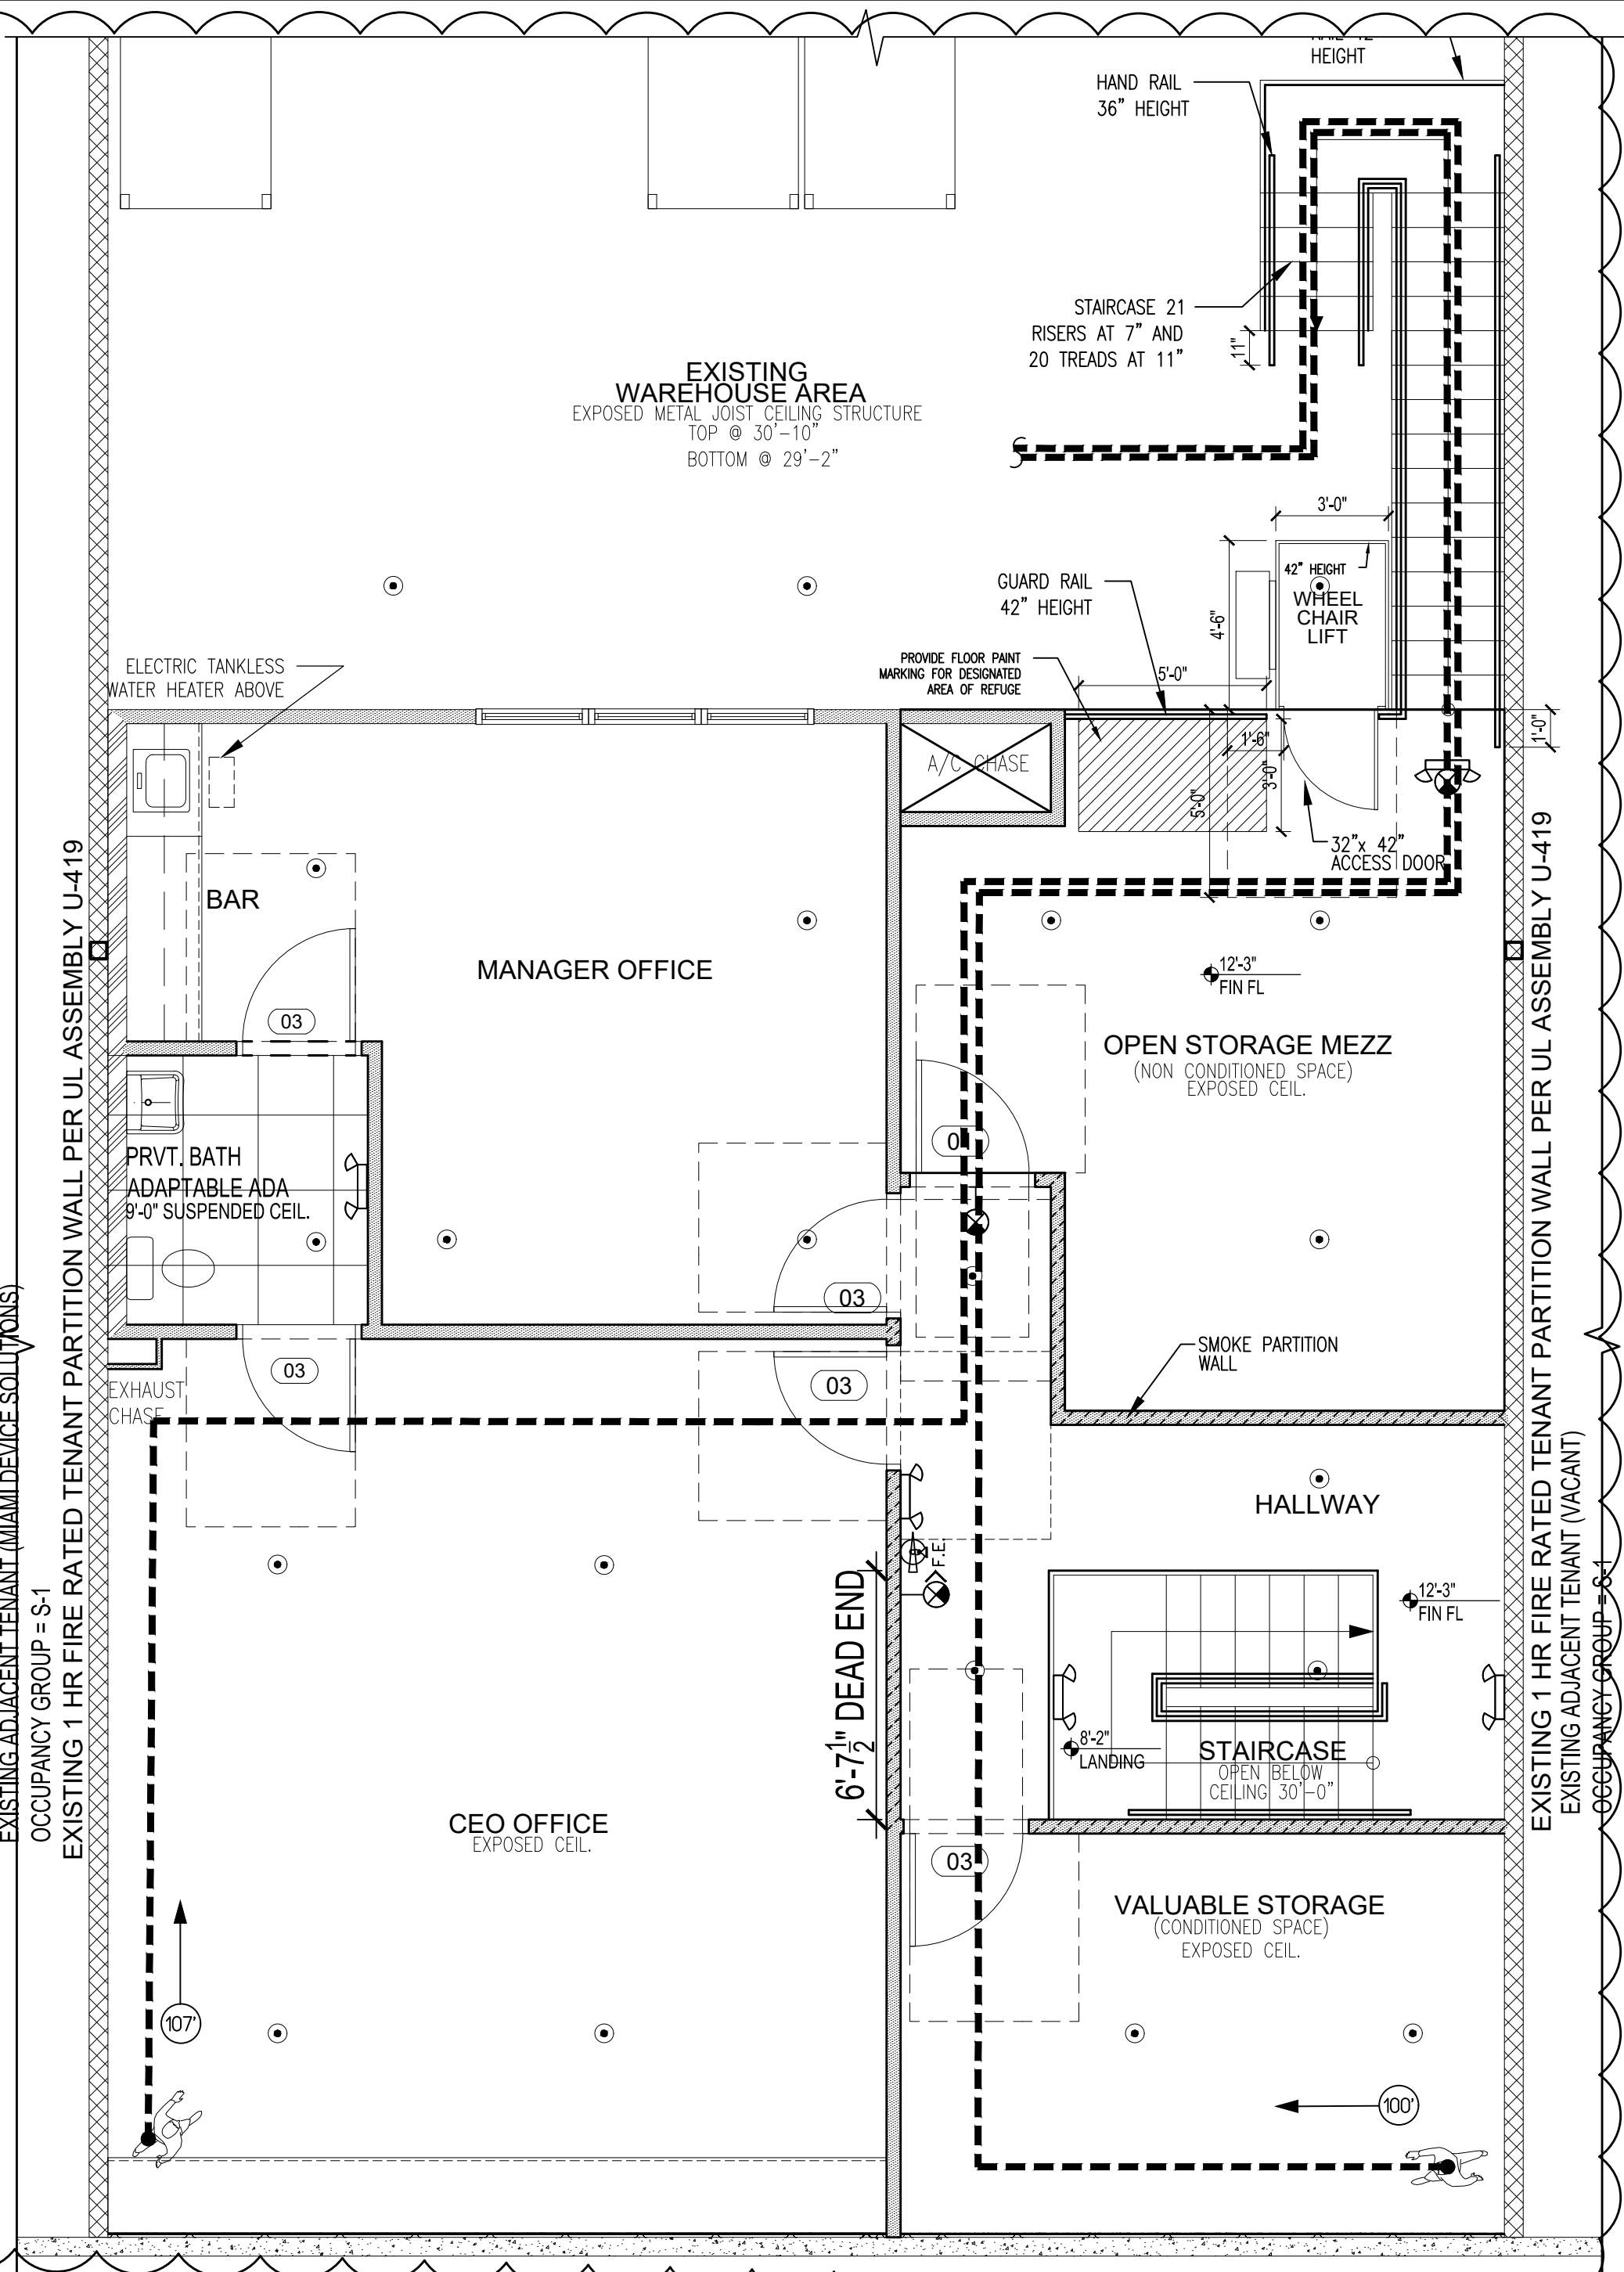 HEIGHT
HAND RAIL
36” HEIGHT
STAIRCASE 21
RISERS AT 7” AND
20 TREADS AT 11”
11"
EXISTING
WAREHOUSE AREA
EXPOSED METAL JOIST CEILING STRUCTURE
TOP @ 30'-10”
BOTTOM @ 29'-2”
3'-0"
42” HEIGHT
WHEEL
CHAIR
LIFT
GUARD RAIL
42” HEIGHT
4'-6"
PROVIDE FLOOR PAINT
MARKING FOR DESIGNATED
AREA OF REFUGE
5'-0"
ELECTRIC TANKLESS
WATER HEATER ABOVE
1'-0"
1'-6"
3'-0"
5'-0"
A/C CHASE
32”x 42”
ACCESS DOOR
BAR
03
MANAGER OFFICE
12'-3"
FIN FL
OPEN STORAGE MEZZ
(NON CONDITIONED SPACE)
EXPOSED CEIL.
PRVT. BATH
ADAPTABLE ADA
9'-0" SUSPENDED CEIL.
03
03
03
SMOKE PARTITION
WALL
EXHAUST
CHASE
HALLWAY
F.E.
6'-7½" DEAD END
12'-3"
FIN FL
8'-2"
LANDING
STAIRCASE
OPEN BELOW
CEILING 30'-0”
CEO OFFICE
EXPOSED CEIL.
03
VALUABLE STORAGE
(CONDITIONED SPACE)
EXPOSED CEIL.
107'
100'
EXISTING ADJACENT TENANT (MIAMI DEVICE SOLUTIONS)
OCCUPANCY GROUP = S-1
EXISTING 1 HR FIRE RATED TENANT PARTITION WALL PER UL ASSEMBLY U-419
EXISTING 1 HR FIRE RATED TENANT PARTITION WALL PER UL ASSEMBLY U-419
EXISTING ADJACENT TENANT (VACANT)
OCCUPANCY GROUP = S-1